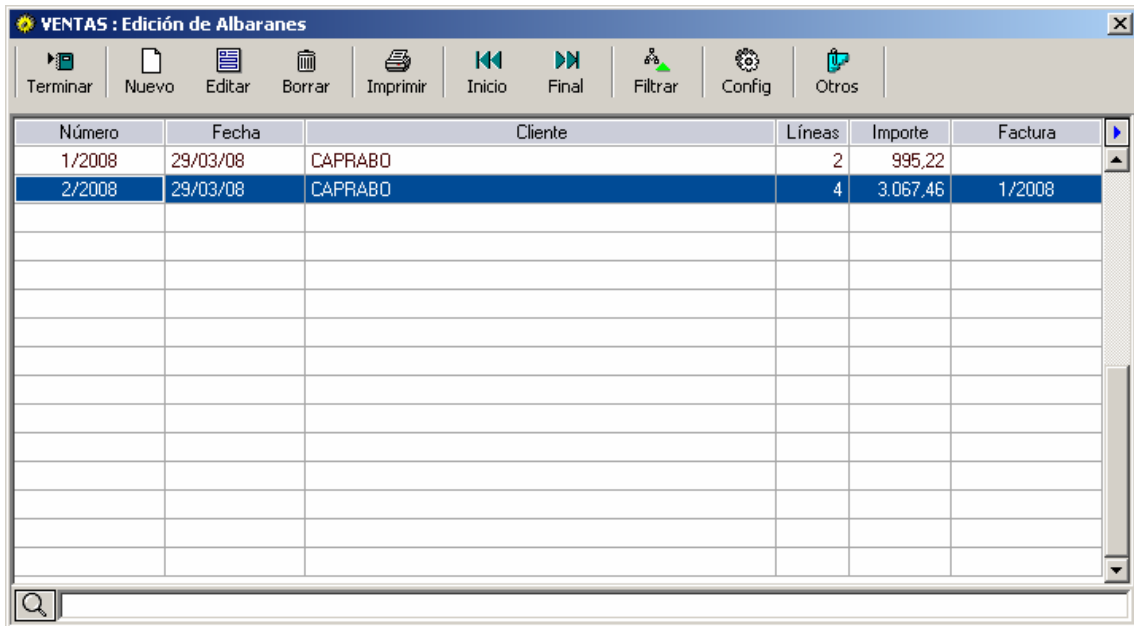 VENTAS : Edición de Albaranes
Terminar Nuevo Editar Borrar Imprimir Inicio Final Filtrar Config Otros
Número Fecha Cliente Líneas Importe Factura
1/2008 29/03/08 CAPRABO 2 995,22
2/2008 29/03/08 CAPRABO 4 3.067,46 1/2008